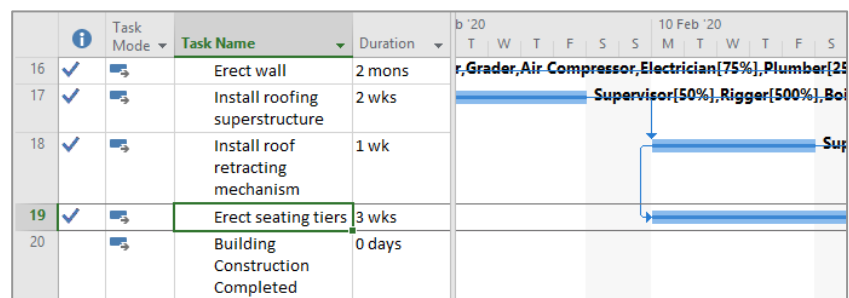 Task Mode
Task Name
Duration
b '20
10 Feb '20
T W T F S S M T W T F S
16 Erect wall 2 mons
r,Grader,Air Compressor,Electrician[75%],Plumber[25
17 Install roofing 2 wks
superstructure
Supervisor[50%],Rigger[500%],Boi
18 Install roof 1 wk
retracting
mechanism
Sup
19 Erect seating tiers 3 wks
20 Building 0 days
Construction
Completed